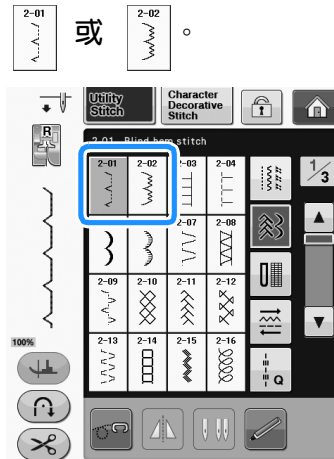 2-01 或 2-02 。
Utility Stitch
Character Decorative Stitch
R
2-01 Blind hem stitch
2-01 2-02 2-03 2-04
1/3
2-07 2-08
2-09 2-10 2-11 2-12
100%
2-13 2-14 2-15 2-16
Q